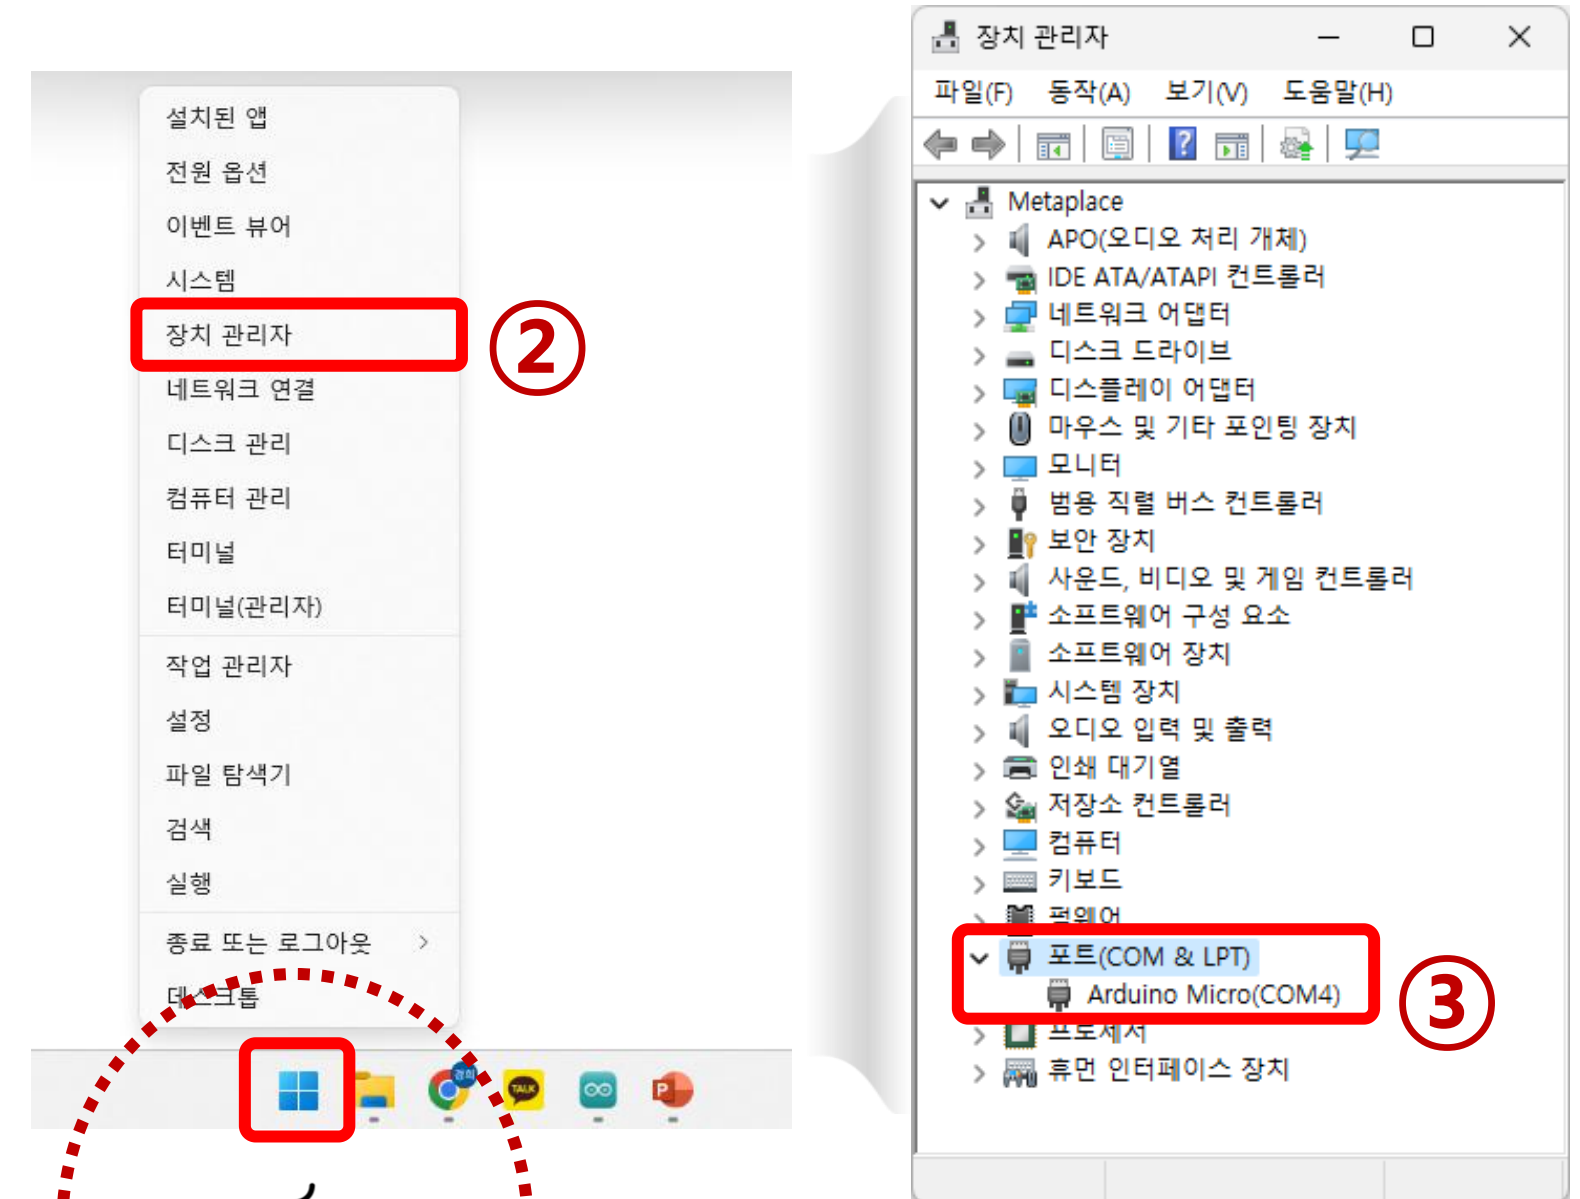 설치된 앱
전원 옵션
이벤트 뷰어
시스템
장치 관리자
②
네트워크 연결
디스크 관리
컴퓨터 관리
터미널
터미널(관리자)
작업 관리자
설정
파일 탐색기
검색
실행
종료 또는 로그아웃
데스크톱
경희
TALK
P
장치 관리자
파일(F) 동작(A) 보기(V) 도움말(H)
Metaplace
APO(오디오 처리 개체)
IDE ATA/ATAPI 컨트롤러
네트워크 어댑터
디스크 드라이브
디스플레이 어댑터
마우스 및 기타 포인팅 장치
모니터
범용 직렬 버스 컨트롤러
보안 장치
사운드, 비디오 및 게임 컨트롤러
소프트웨어 구성 요소
소프트웨어 장치
시스템 장치
오디오 입력 및 출력
인쇄 대기열
저장소 컨트롤러
컴퓨터
키보드
펌웨어
포트(COM & LPT)
Arduino Micro(COM4)
③
프로세서
휴먼 인터페이스 장치